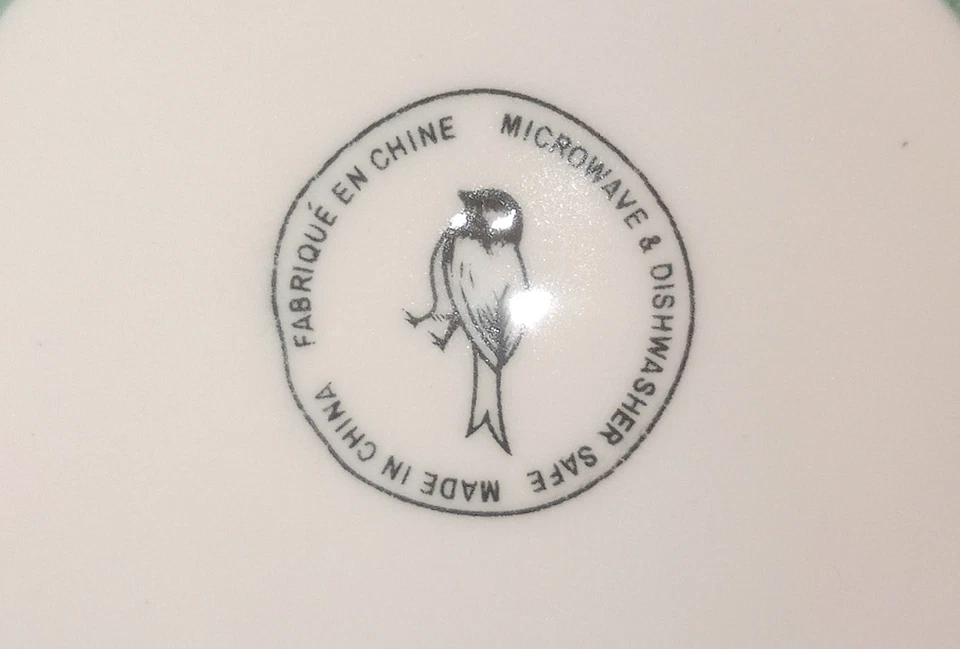 FABRIQUÉ EN CHINE
MICROWAVE & DISHWASHER SAFE
MADE IN CHINA